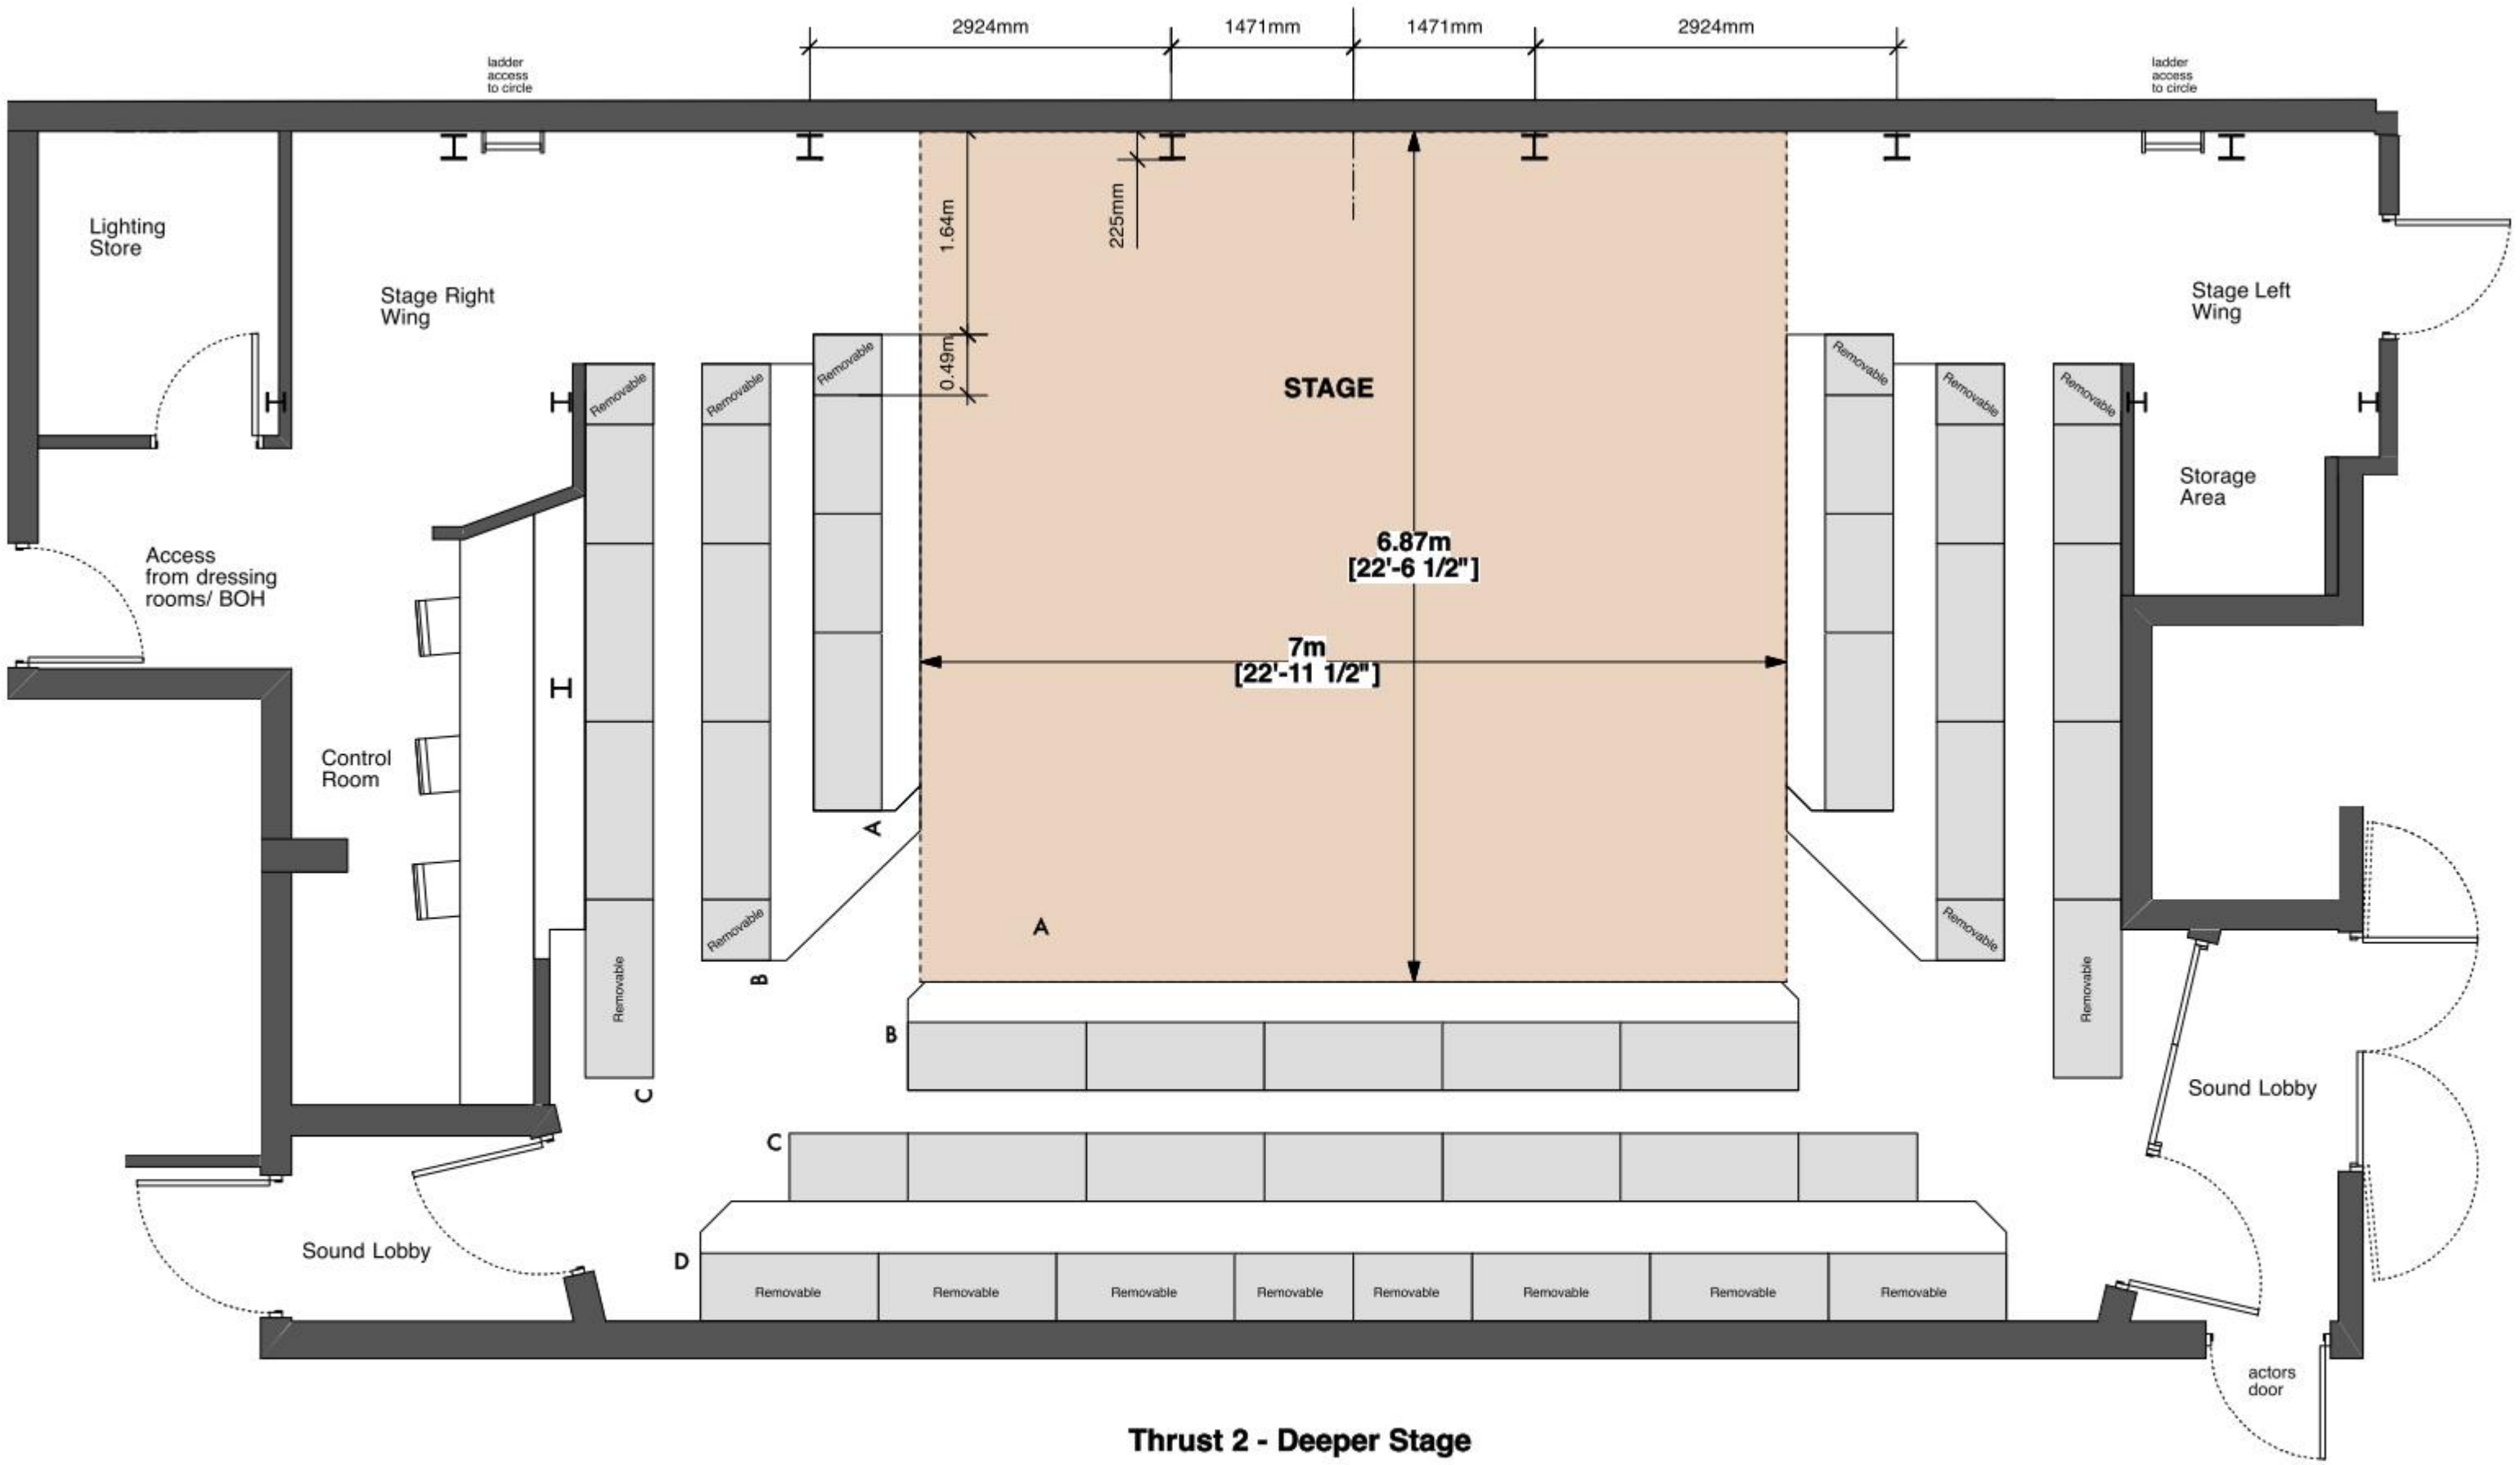 2924mm
1471mm
1471mm
2924mm
ladder
access
to circle
ladder
access
to circle
Lighting
Store
1.64m
225mm
Stage Right
Wing
Stage Left
Wing
0.49m
STAGE
Removable
Removable
Removable
Removable
Removable
Removable
Storage
Area
6.87m
[22'-6 1/2"]
Access
from dressing
rooms/ BOH
7m
[22'-11 1/2"]
Control
Room
A
A
Removable
Removable
Removable
Removable
B
B
C
Sound Lobby
C
Sound Lobby
D
Removable
Removable
Removable
Removable
Removable
Removable
Removable
Removable
actors
door
Thrust 2 - Deeper Stage